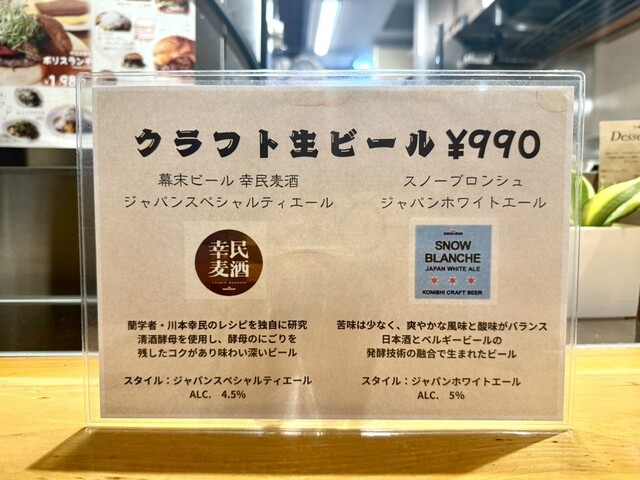 ポリスラン
¥1,98
Desse
クラフト生ビール ¥990
幕末ビール 幸民麦酒
ジャパンスペシャルティエール
スノーブロンシュ
ジャパンホワイトエール
幸民
麦酒
KONISHI
SNOW
BLANCHE
JAPAN WHITE ALE
KONISHI CRAFT BEER
蘭学者・川本幸民のレシピを独自に研究
清酒酵母を使用し、酵母のにごりを
残したコクがあり味わい深いビール
スタイル：ジャパンスペシャルティエール
ALC. 4.5%
苦味は少なく、爽やかな風味と酸味がバランス
日本酒とベルギービールの
発酵技術の融合で生まれたビール
スタイル：ジャパンホワイトエール
ALC. 5%